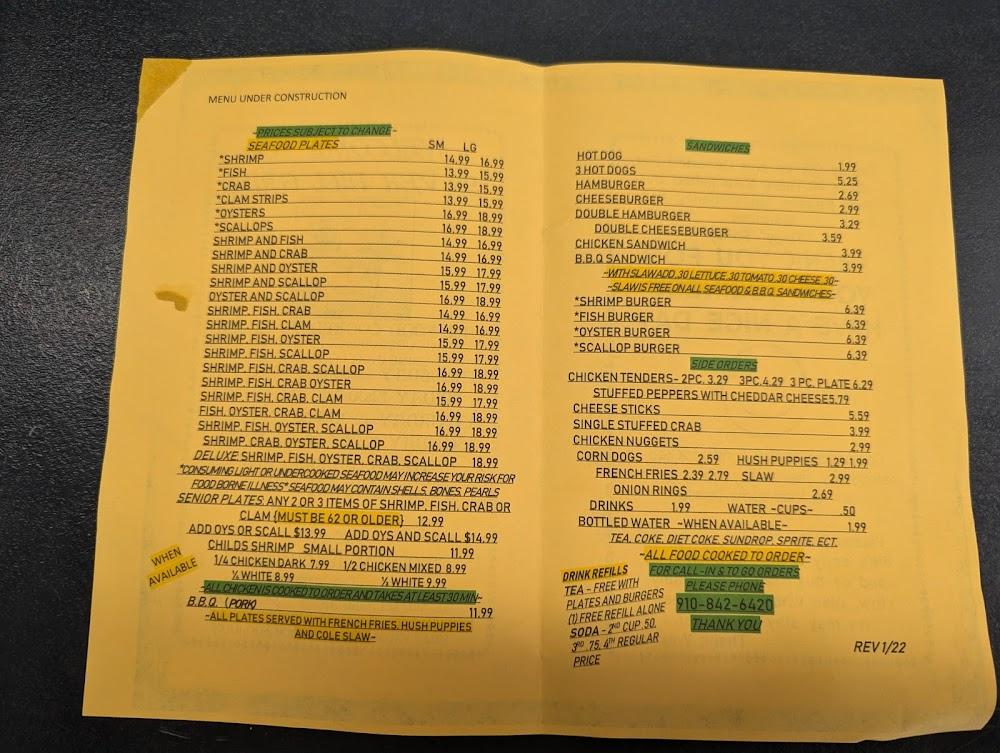 MENU UNDER CONSTRUCTION
~PRICES SUBJECT TO CHANGE~
SEAFOOD PLATES SM LG
*SHRIMP 14.99 16.99
*FISH 13.99 15.99
*CRAB 13.99 15.99
*CLAM STRIPS 13.99 15.99
*OYSTERS 16.99 18.99
*SCALLOPS 16.99 18.99
SHRIMP AND FISH 14.99 16.99
SHRIMP AND CRAB 14.99 16.99
SHRIMP AND OYSTER 15.99 17.99
SHRIMP AND SCALLOP 15.99 17.99
OYSTER AND SCALLOP 16.99 18.99
SHRIMP, FISH, CRAB 14.99 16.99
SHRIMP, FISH, CLAM 14.99 16.99
SHRIMP, FISH, OYSTER 15.99 17.99
SHRIMP, FISH, SCALLOP 15.99 17.99
SHRIMP, FISH, CRAB, SCALLOP 16.99 18.99
SHRIMP, FISH, CRAB OYSTER 16.99 18.99
SHRIMP, FISH, CRAB, CLAM 15.99 17.99
FISH, OYSTER, CRAB, CLAM 16.99 18.99
SHRIMP, FISH, OYSTER, SCALLOP 16.99 18.99
SHRIMP, CRAB, OYSTER, SCALLOP 16.99 18.99
DELUXE, SHRIMP, FISH, OYSTER, CRAB, SCALLOP 18.99
*CONSUMING LIGHT OR UNDERCOOKED SEAFOOD MAY INCREASE YOUR RISK FOR
FOOD BORNE ILLNESS* SEAFOOD MAY CONTAIN SHELLS, BONES, PEARLS
SENIOR PLATES, ANY 2 OR 3 ITEMS OF SHRIMP, FISH, CRAB OR
CLAM {MUST BE 62 OR OLDER} 12.99
ADD OYS OR SCALL $13.99 ADD OYS AND SCALL $14.99
CHILDS SHRIMP SMALL PORTION 11.99
WHEN
AVAILABLE
1/4 CHICKEN DARK 7.99 1/2 CHICKEN MIXED 8.99
¼ WHITE 8.99 ½ WHITE 9.99
~ALL CHICKEN IS COOKED TO ORDER AND TAKES AT LEAST 30 MIN~
B.B.Q. (PORK) 11.99
~ALL PLATES SERVED WITH FRENCH FRIES, HUSH PUPPIES
AND COLE SLAW~
SANDWICHES
HOT DOG 1.99
3 HOT DOGS 5.25
HAMBURGER 2.69
CHEESEBURGER 2.99
DOUBLE HAMBURGER 3.29
DOUBLE CHEESEBURGER 3.59
CHICKEN SANDWICH 3.99
B.B.Q SANDWICH 3.99
~WITH SLAW ADD .30 LETTUCE .30 TOMATO .30 CHEESE .30~
~SLAW IS FREE ON ALL SEAFOOD & B.B.Q. SANDWICHES~
*SHRIMP BURGER 6.39
*FISH BURGER 6.39
*OYSTER BURGER 6.39
*SCALLOP BURGER 6.39
SIDE ORDERS
CHICKEN TENDERS- 2PC. 3.29 3PC.4.29 3 PC. PLATE 6.29
STUFFED PEPPERS WITH CHEDDAR CHEESE5.79
CHEESE STICKS 5.59
SINGLE STUFFED CRAB 3.99
CHICKEN NUGGETS 2.99
CORN DOGS 2.59 HUSH PUPPIES 1.29 1.99
FRENCH FRIES 2.39 2.79 SLAW 2.99
ONION RINGS 2.69
DRINKS 1.99 WATER ~CUPS~ .50
BOTTLED WATER ~WHEN AVAILABLE~ 1.99
TEA, COKE, DIET COKE, SUNDROP, SPRITE, ECT.
~ALL FOOD COOKED TO ORDER~
FOR CALL-IN & TO GO ORDERS
PLEASE PHONE
910-842-6420
THANK YOU
DRINK REFILLS
TEA - FREE WITH
PLATES AND BURGERS
(1) FREE REFILL ALONE
SODA - 2ND CUP .50,
3RD .75, 4TH REGULAR
PRICE
REV 1/22